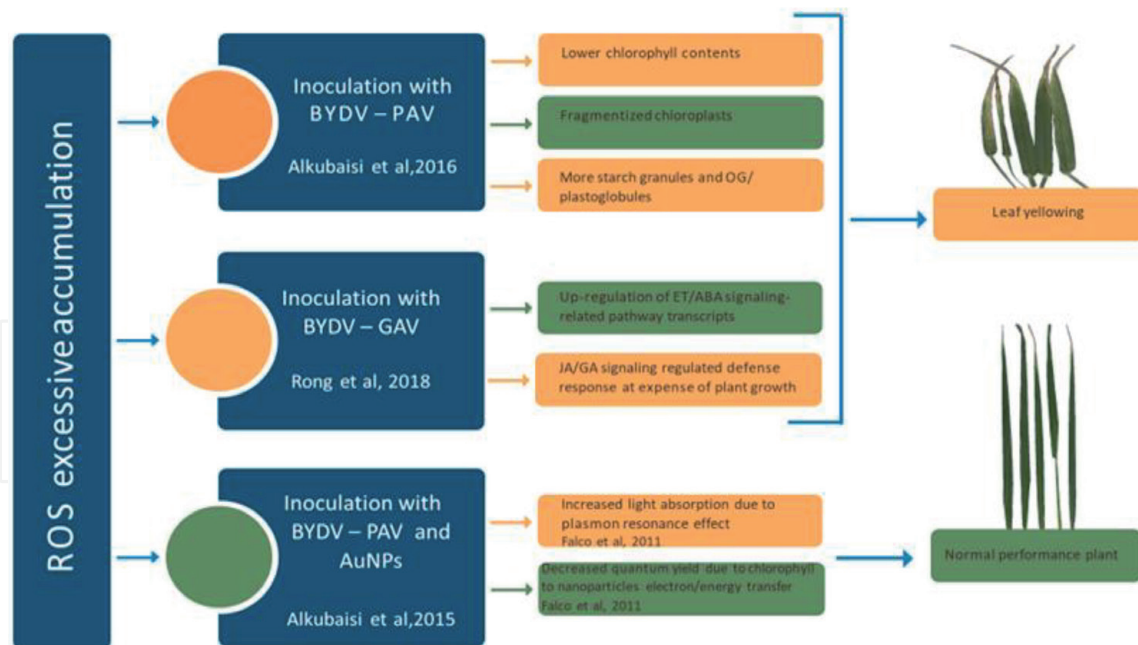 ROS excessive accumulation
Inoculation with
BYDV – PAV
Alkubaisi et al,2016
Lower chlorophyll contents
Fragmentized chloroplasts
More starch granules and OG/
plastoglobules
Inoculation with
BYDV – GAV
Rong et al, 2018
Up-regulation of ET/ABA signaling-
related pathway transcripts
JA/GA signaling regulated defense
response at expense of plant growth
Leaf yellowing
Inoculation with
BYDV – PAV and
AuNPs
Alkubaisi et al,2015
Increased light absorption due to
plasmon resonance effect
Falco et al, 2011
Decreased quantum yield due to chlorophyll
to nanoparticles electron/energy transfer
Falco et al, 2011
Normal performance plant